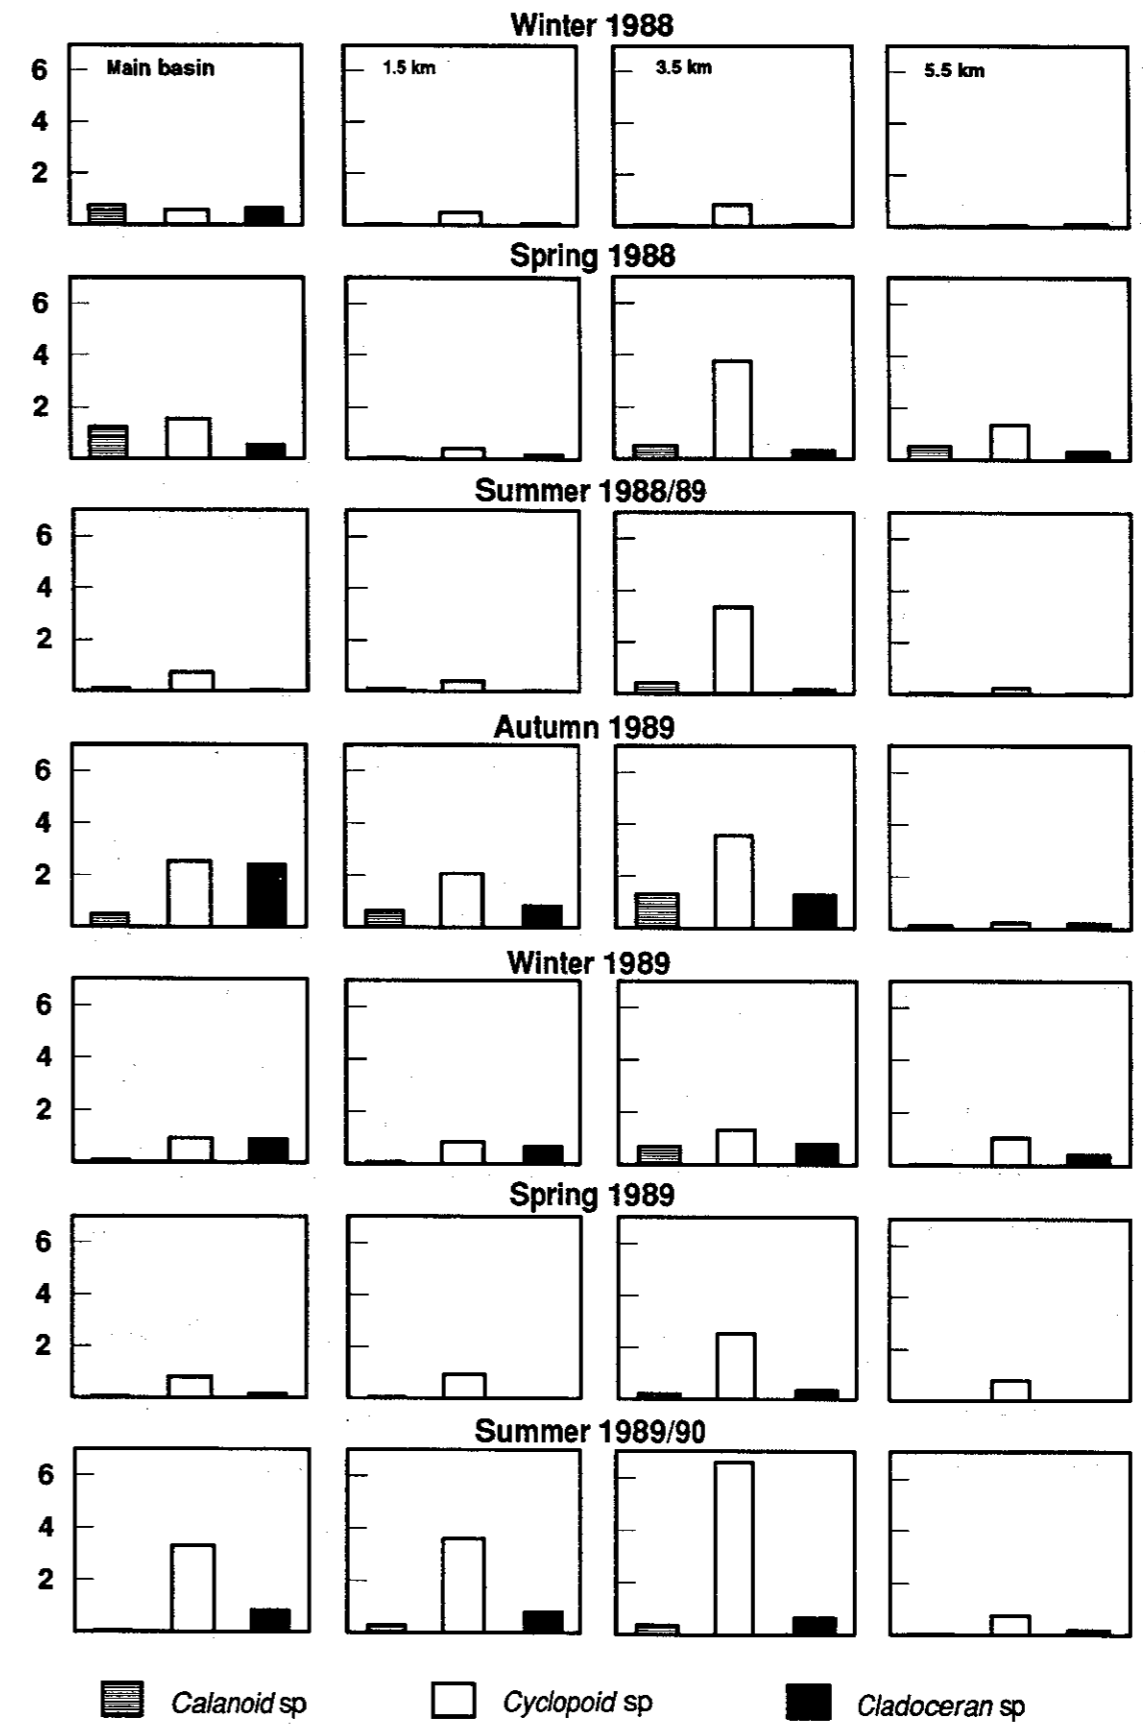 Winter 1988
6 Main basin 1.5 km 3.5 km 5.5 km
4
2
Spring 1988
6
4
2
Summer 1988/89
6
4
2
Autumn 1989
6
4
2
Winter 1989
6
4
2
Spring 1989
6
4
2
Summer 1989/90
6
4
2
Calanoid sp Cyclopoid sp Cladoceran sp